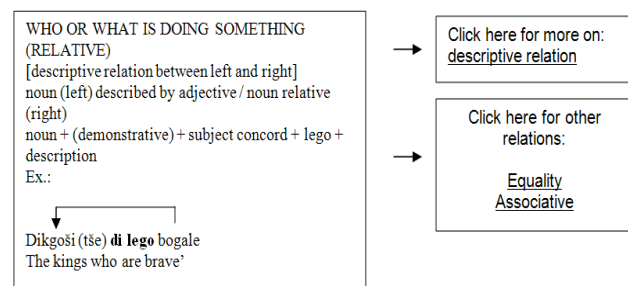 WHO OR WHAT IS DOING SOMETHING
(RELATIVE)
[descriptive relation between left and right]
noun (left) described by adjective / noun relative
(right)
noun + (demonstrative) + subject concord + lego +
description
Ex.:
Dikgoši (tše) di lego bogale
The kings who are brave’
Click here for more on:
descriptive relation
Click here for other
relations:
Equality
Associative